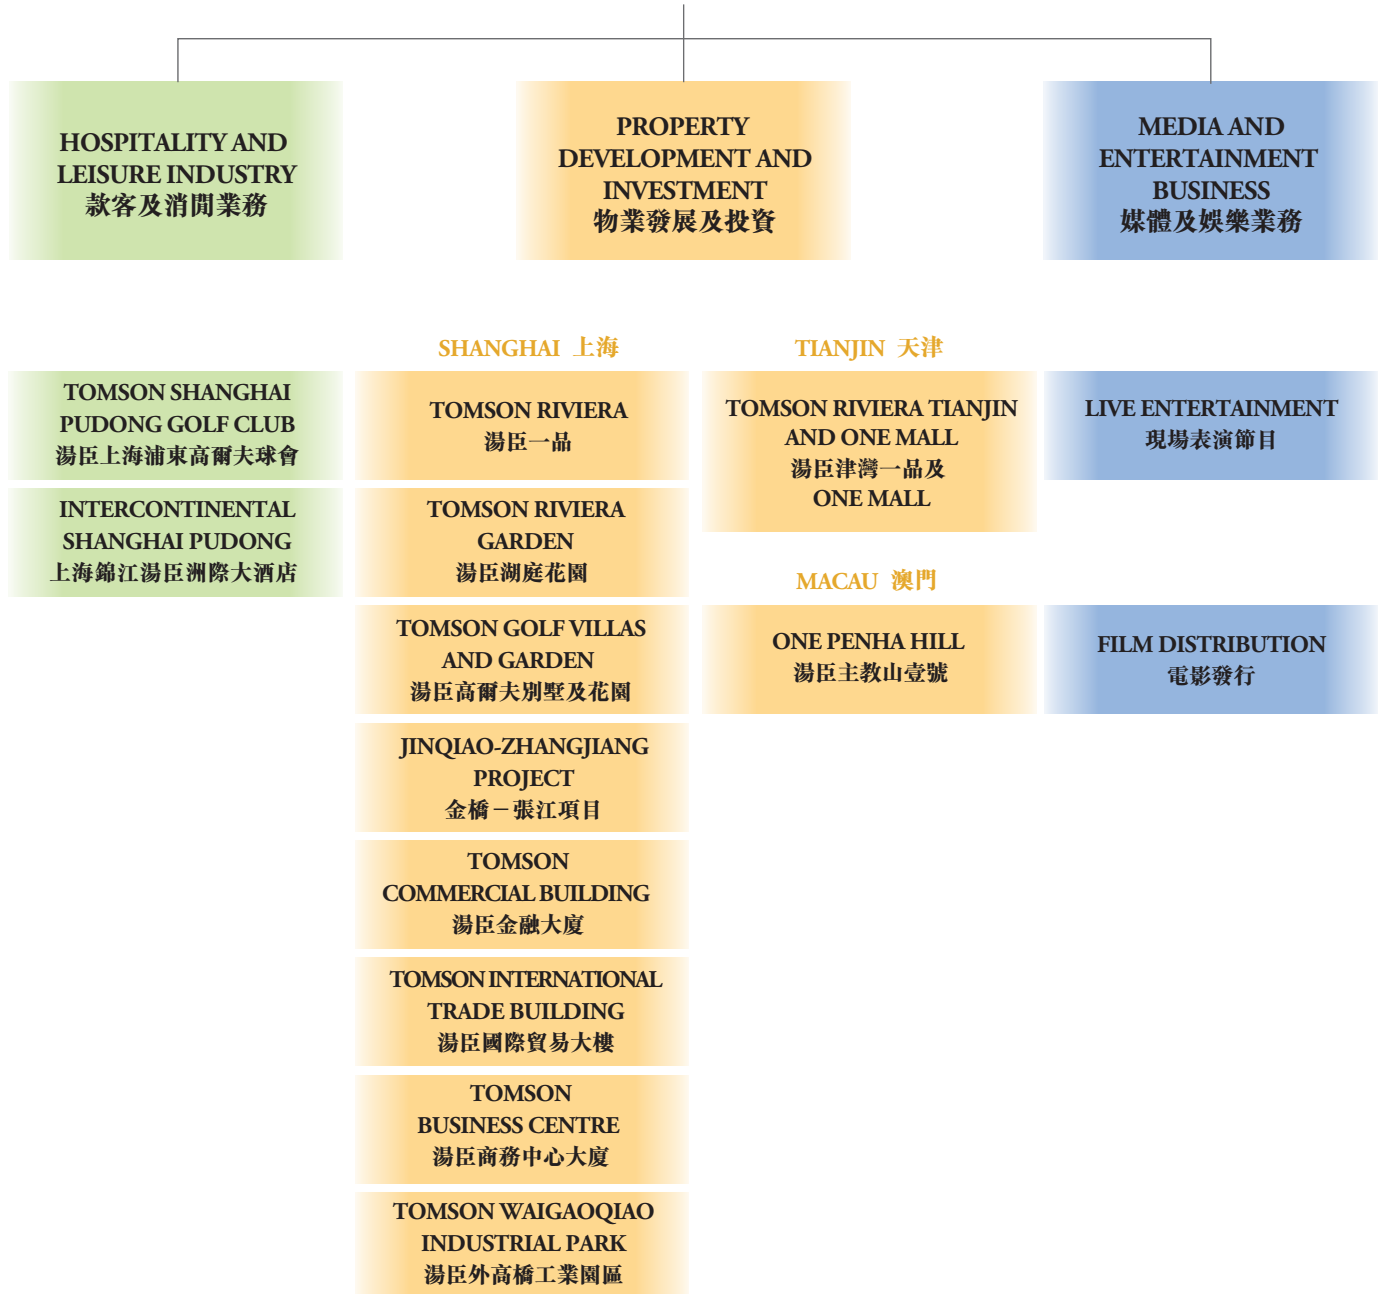 HOSPITALITY AND
LEISURE INDUSTRY
款客及消閒業務
PROPERTY
DEVELOPMENT AND
INVESTMENT
物業發展及投資
MEDIA AND
ENTERTAINMENT
BUSINESS
媒體及娛樂業務
TOMSON SHANGHAI
PUDONG GOLF CLUB
湯臣上海浦東高爾夫球會
INTERCONTINENTAL
SHANGHAI PUDONG
上海錦江湯臣洲際大酒店
SHANGHAI 上海
TOMSON RIVIERA
湯臣一品
TOMSON RIVIERA
GARDEN
湯臣湖庭花園
TOMSON GOLF VILLAS
AND GARDEN
湯臣高爾夫別墅及花園
JINQIAO-ZHANGJIANG
PROJECT
金橋－張江項目
TOMSON
COMMERCIAL BUILDING
湯臣金融大廈
TOMSON INTERNATIONAL
TRADE BUILDING
湯臣國際貿易大樓
TOMSON
BUSINESS CENTRE
湯臣商務中心大廈
TOMSON WAIGAOQIAO
INDUSTRIAL PARK
湯臣外高橋工業園區
TIANJIN 天津
TOMSON RIVIERA TIANJIN
AND ONE MALL
湯臣津灣一品及
ONE MALL
MACAU 澳門
ONE PENHA HILL
湯臣主教山壹號
LIVE ENTERTAINMENT
現場表演節目
FILM DISTRIBUTION
電影發行